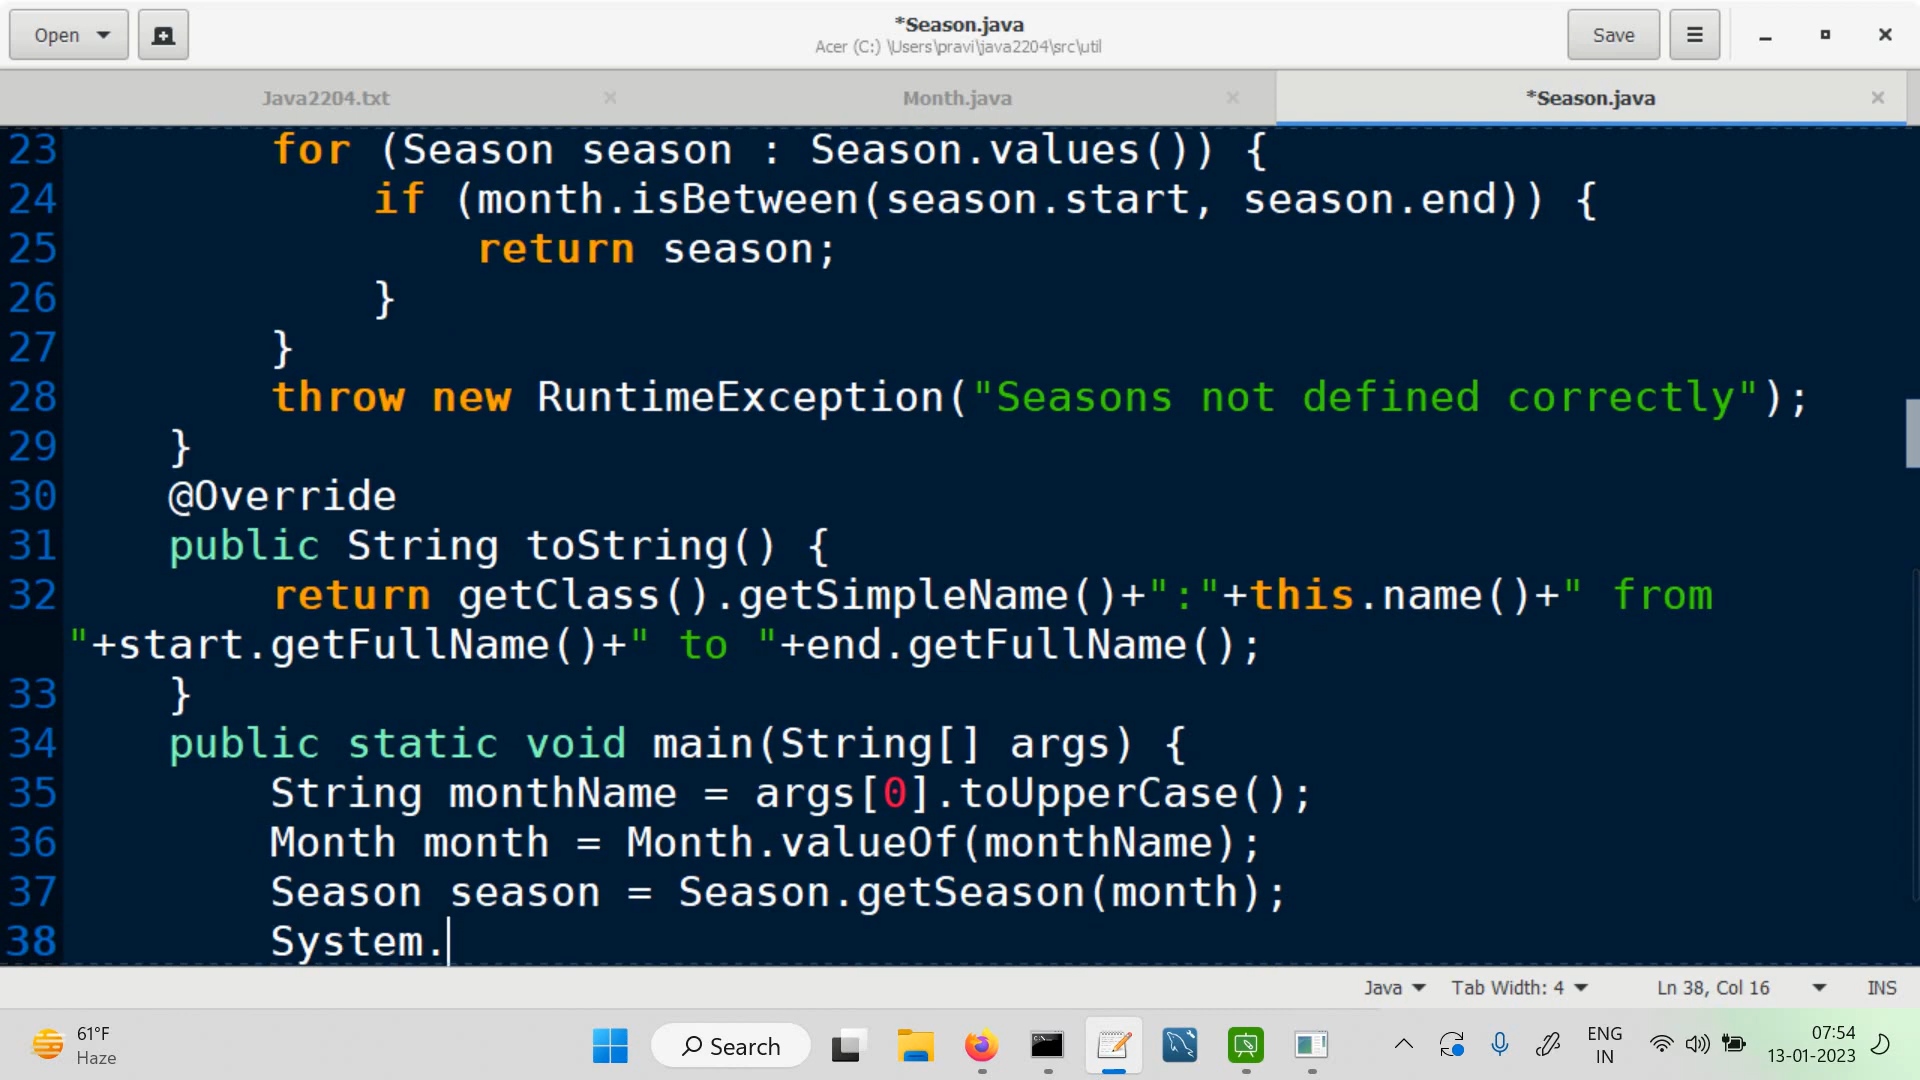 Open
*Season.java
Acer (C:) \Users\pravi\java2204\src\util
Save
Java2204.txt
Month.java
*Season.java
23 for (Season season : Season.values()) {
24 if (month.isBetween(season.start, season.end)) {
25 return season;
26 }
27 }
28 throw new RuntimeException("Seasons not defined correctly");
29 }
30 @Override
31 public String toString() {
32 return getClass().getSimpleName()+":"+this.name()+" from
"+start.getFullName()+" to "+end.getFullName();
33 }
34 public static void main(String[] args) {
35 String monthName = args[0].toUpperCase();
36 Month month = Month.valueOf(monthName);
37 Season season = Season.getSeason(month);
38 System.
Java Tab Width: 4 Ln 38, Col 16 INS
61°F
Haze
Search
ENG
IN
07:54
13-01-2023